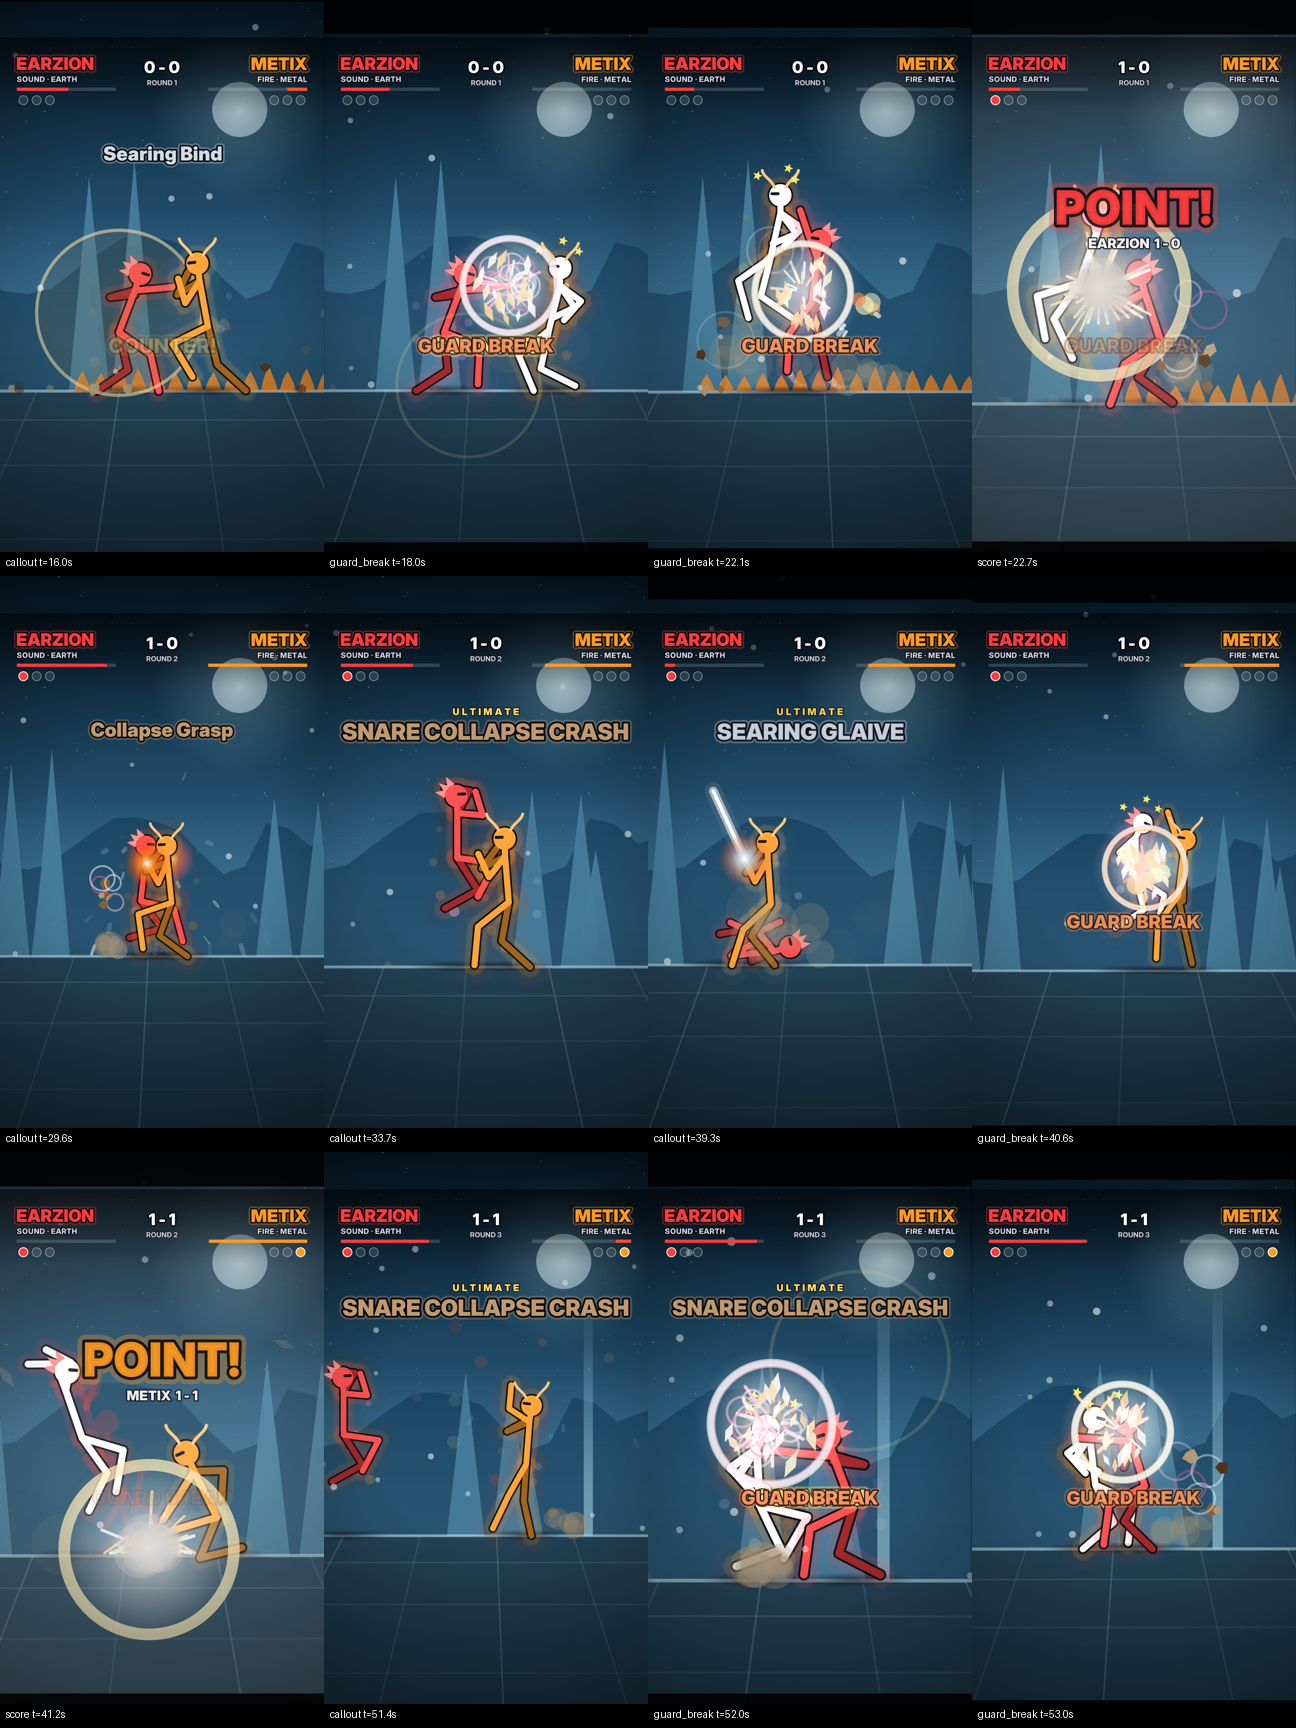 EARZION
SOUND · EARTH
0 - 0
ROUND 1
METIX
FIRE · METAL
Searing Bind
COUNTER!
callout t=16.0s
EARZION
SOUND · EARTH
0 - 0
ROUND 1
METIX
FIRE · METAL
GUARD BREAK
guard_break t=18.0s
EARZION
SOUND · EARTH
0 - 0
ROUND 1
METIX
FIRE · METAL
GUARD BREAK
guard_break t=22.1s
EARZION
SOUND · EARTH
1 - 0
ROUND 1
METIX
FIRE · METAL
POINT!
EARZION 1 - 0
GUARD BREAK
score t=22.7s
EARZION
SOUND · EARTH
1 - 0
ROUND 2
METIX
FIRE · METAL
Collapse Grasp
callout t=29.6s
EARZION
SOUND · EARTH
1 - 0
ROUND 2
METIX
FIRE · METAL
ULTIMATE
SNARE COLLAPSE CRASH
callout t=33.7s
EARZION
SOUND · EARTH
1 - 0
ROUND 2
METIX
FIRE · METAL
ULTIMATE
SEARING GLAIVE
callout t=39.3s
EARZION
SOUND · EARTH
1 - 0
ROUND 2
METIX
FIRE · METAL
GUARD BREAK
guard_break t=40.6s
EARZION
SOUND · EARTH
1 - 1
ROUND 2
METIX
FIRE · METAL
POINT!
METIX 1 - 1
GUARD BREAK
score t=41.2s
EARZION
SOUND · EARTH
1 - 1
ROUND 3
METIX
FIRE · METAL
ULTIMATE
SNARE COLLAPSE CRASH
callout t=51.4s
EARZION
SOUND · EARTH
1 - 1
ROUND 3
METIX
FIRE · METAL
ULTIMATE
SNARE COLLAPSE CRASH
GUARD BREAK
guard_break t=52.0s
EARZION
SOUND · EARTH
1 - 1
ROUND 3
METIX
FIRE · METAL
GUARD BREAK
guard_break t=53.0s